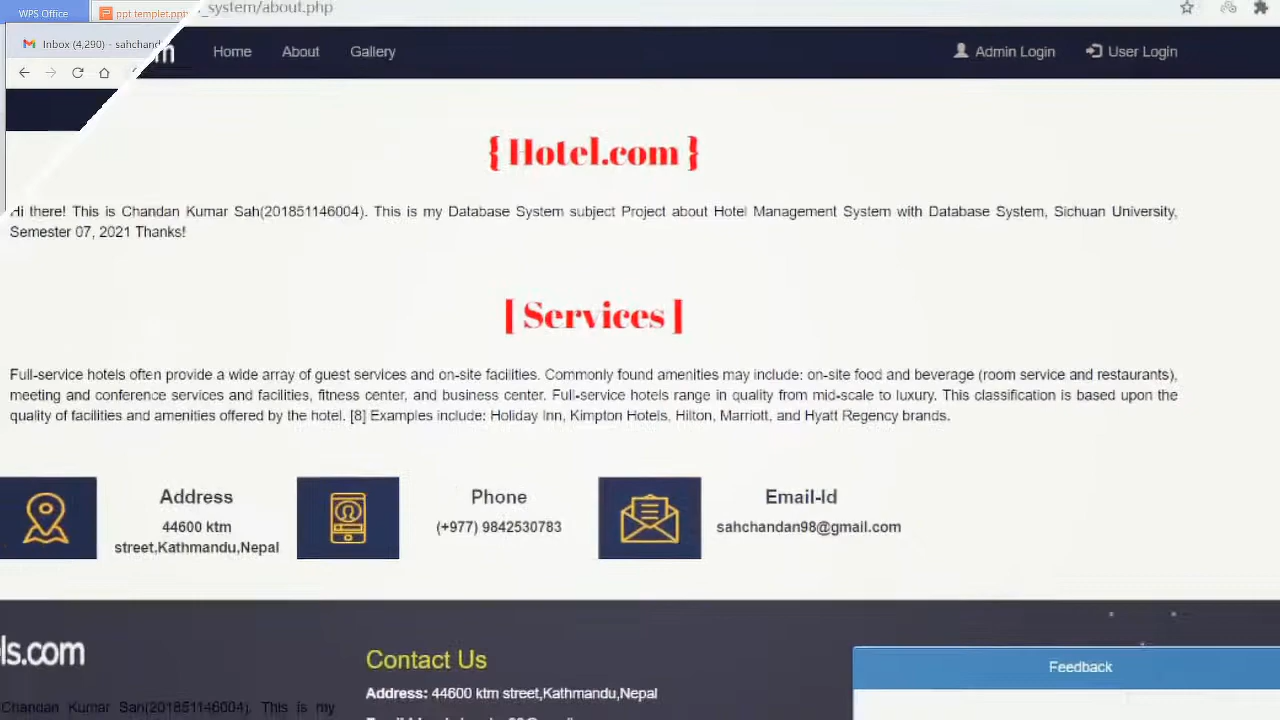 WPS Office
ppt templet.pptx
_system/about.php
Inbox (4,290) - sahchand
m
Home
About
Gallery
Admin Login
User Login
{ Hotel.com }
Hi there! This is Chandan Kumar Sah(201851146004). This is my Database System subject Project about Hotel Management System with Database System, Sichuan University,
Semester 07, 2021 Thanks!
[ Services ]
Full-service hotels often provide a wide array of guest services and on-site facilities. Commonly found amenities may include: on-site food and beverage (room service and restaurants),
meeting and conference services and facilities, fitness center, and business center. Full-service hotels range in quality from mid-scale to luxury. This classification is based upon the
quality of facilities and amenities offered by the hotel. [8] Examples include: Holiday Inn, Kimpton Hotels, Hilton, Marriott, and Hyatt Regency brands.
Address
44600 ktm
street,Kathmandu,Nepal
Phone
(+977) 9842530783
Email-Id
sahchandan98@gmail.com
ls.com
Chandan Kumar Sah(201851146004). This is my
Contact Us
Address: 44600 ktm street,Kathmandu,Nepal
Feedback